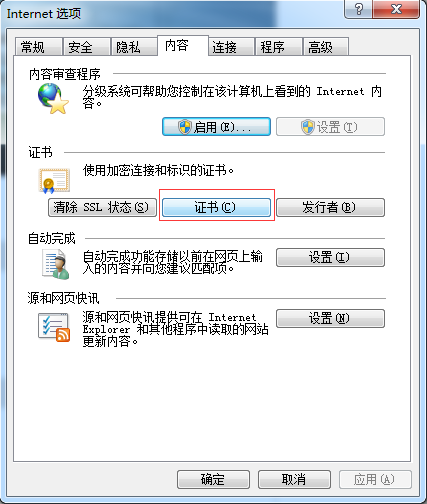 Internet 选项
常规 安全 隐私 内容 连接 程序 高级
内容审查程序
分级系统可帮助您控制在该计算机上看到的 Internet 内
容。
启用(E)... 设置(T)
证书
使用加密连接和标识的证书。
清除 SSL 状态(S) 证书(C) 发行者(B)
自动完成
自动完成功能存储以前在网页上输
入的内容并向您建议匹配项。
设置(I)
源和网页快讯
源和网页快讯提供可在 Internet
Explorer 和其他程序中读取的网站
更新内容。
设置(N)
确定 取消 应用(A)